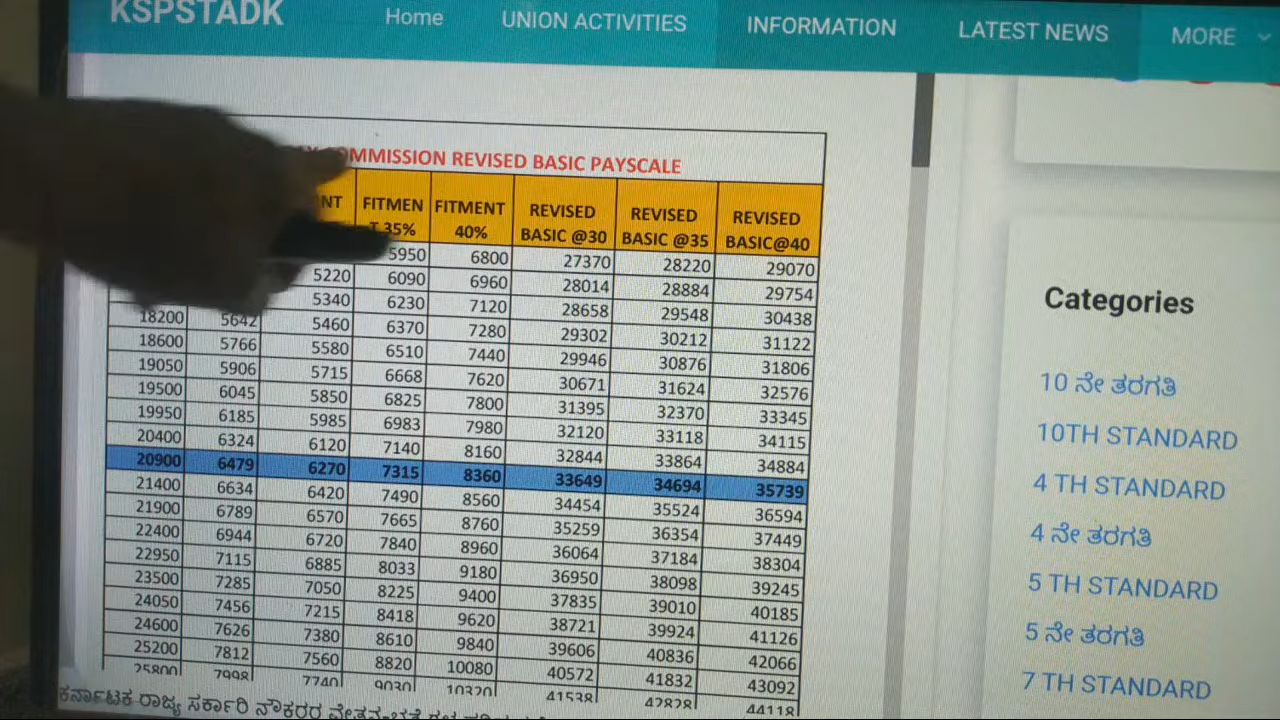 KSPSTADK Home UNION ACTIVITIES INFORMATION LATEST NEWS MORE
COMMISSION REVISED BASIC PAYSCALE
FITMEN T 35% FITMENT 40% REVISED BASIC @30 REVISED BASIC @35 REVISED BASIC@40
5950 6800 27370 28220 29070
5220 6090 6960 28014 28884 29754
5340 6230 7120 28658 29548 30438
18200 5642 5460 6370 7280 29302 30212 31122
18600 5766 5580 6510 7440 29946 30876 31806
19050 5906 5715 6668 7620 30671 31624 32576
19500 6045 5850 6825 7800 31395 32370 33345
19950 6185 5985 6983 7980 32120 33118 34115
20400 6324 6120 7140 8160 32844 33864 34884
20900 6479 6270 7315 8360 33649 34694 35739
21400 6634 6420 7490 8560 34454 35524 36594
21900 6789 6570 7665 8760 35259 36354 37449
22400 6944 6720 7840 8960 36064 37184 38304
22950 7115 6885 8033 9180 36950 38098 39245
23500 7285 7050 8225 9400 37835 39010 40185
24050 7456 7215 8418 9620 38721 39924 41126
24600 7626 7380 8610 9840 39606 40836 42066
25200 7812 7560 8820 10080 40572 41832 43092
25800 7998 7740 9030 10320 41538 42828 44118
ಕರ್ನಾಟಕ ರಾಜ್ಯ ಸರ್ಕಾರಿ ನೌಕರರ
Categories
10 ನೇ ತರಗತಿ
10TH STANDARD
4 TH STANDARD
4 ನೇ ತರಗತಿ
5 TH STANDARD
5 ನೇ ತರಗತಿ
7 TH STANDARD